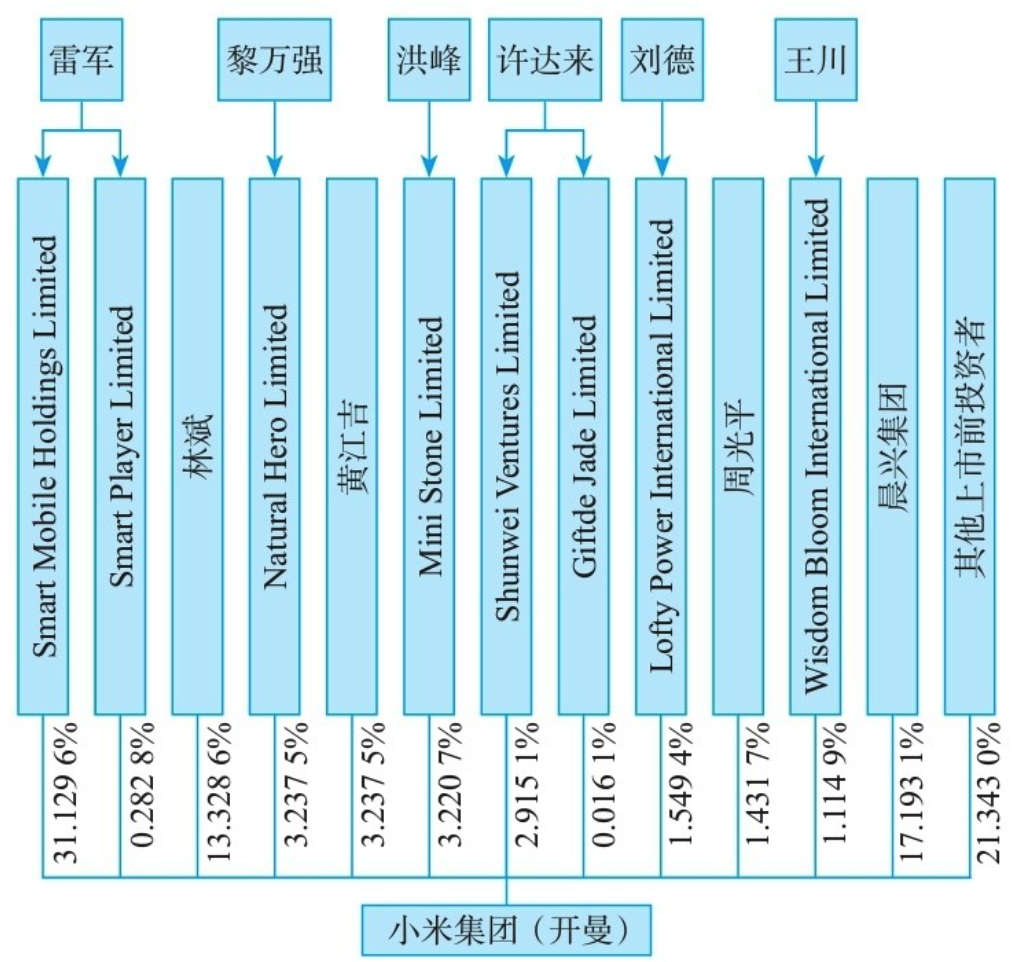 雷军
黎万强
洪峰
许达来
刘德
王川
Smart Mobile Holdings Limited
Smart Player Limited
林斌
Natural Hero Limited
黄江吉
Mini Stone Limited
Shunwei Ventures Limited
Giftde Jade Limited
Lofty Power International Limited
周光平
Wisdom Bloom International Limited
晨兴集团
其他上市前投资者
31.129 6%
0.282 8%
13.328 6%
3.237 5%
3.237 5%
3.220 7%
2.915 1%
0.016 1%
1.549 4%
1.431 7%
1.114 9%
17.193 1%
21.343 0%
小米集团（开曼）